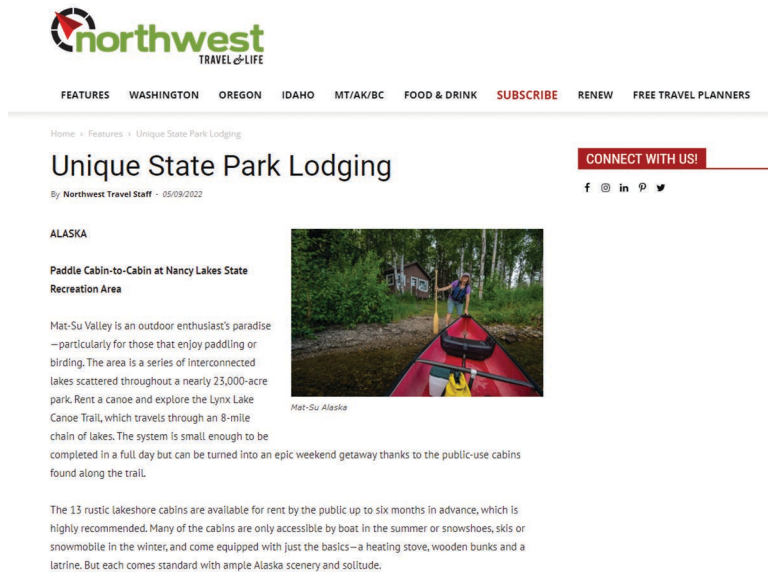 northwest
TRAVEL & LIFE
FEATURES WASHINGTON OREGON IDAHO MT/AK/BC FOOD & DRINK SUBSCRIBE RENEW FREE TRAVEL PLANNERS
Home › Features › Unique State Park Lodging
Unique State Park Lodging
By Northwest Travel Staff - 05/09/2022
CONNECT WITH US!
ALASKA
Paddle Cabin-to-Cabin at Nancy Lakes State
Recreation Area
Mat-Su Valley is an outdoor enthusiast's paradise
—particularly for those that enjoy paddling or
birding. The area is a series of interconnected
lakes scattered throughout a nearly 23,000-acre
park. Rent a canoe and explore the Lynx Lake
Canoe Trail, which travels through an 8-mile
chain of lakes. The system is small enough to be
completed in a full day but can be turned into an epic weekend getaway thanks to the public-use cabins
found along the trail.
Mat-Su Alaska
The 13 rustic lakeshore cabins are available for rent by the public up to six months in advance, which is
highly recommended. Many of the cabins are only accessible by boat in the summer or snowshoes, skis or
snowmobile in the winter, and come equipped with just the basics—a heating stove, wooden bunks and a
latrine. But each comes standard with ample Alaska scenery and solitude.